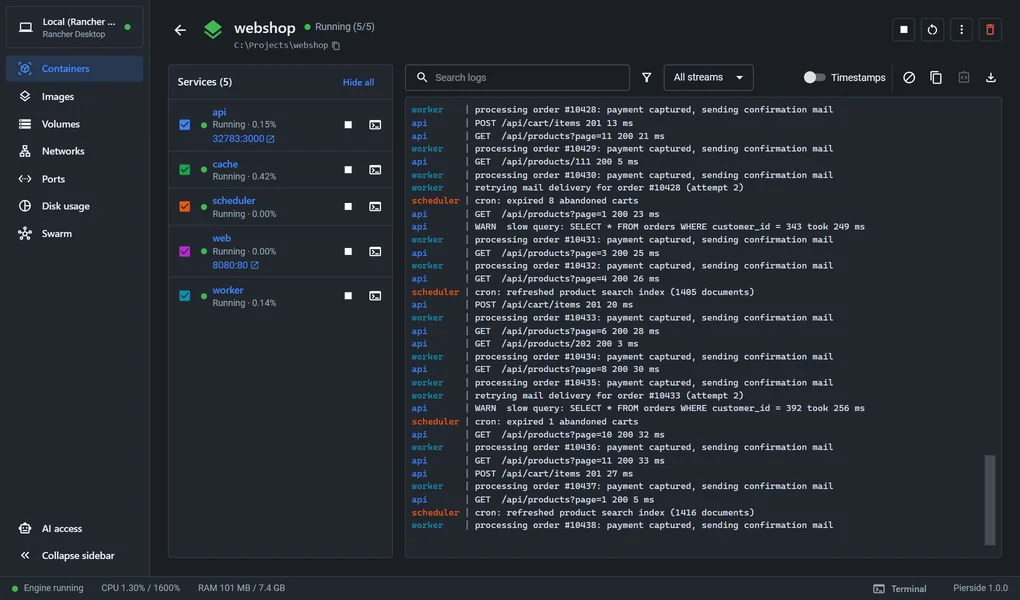 Local (Rancher ...
Rancher Desktop
webshop
Running (5/5)
C:\Projects\webshop
Containers
Images
Volumes
Networks
Ports
Disk usage
Swarm
AI access
Collapse sidebar
Services (5)
Hide all
api
Running · 0.15%
32783:3000
cache
Running · 0.42%
scheduler
Running · 0.00%
web
Running · 0.00%
8080:80
worker
Running · 0.14%
Search logs
All streams
Timestamps
worker | processing order #10428: payment captured, sending confirmation mail
api | POST /api/cart/items 201 13 ms
api | GET /api/products?page=11 200 21 ms
worker | processing order #10429: payment captured, sending confirmation mail
api | GET /api/products/111 200 5 ms
worker | processing order #10430: payment captured, sending confirmation mail
worker | retrying mail delivery for order #10428 (attempt 2)
scheduler | cron: expired 8 abandoned carts
api | GET /api/products?page=1 200 23 ms
api | WARN slow query: SELECT * FROM orders WHERE customer_id = 343 took 249 ms
worker | processing order #10431: payment captured, sending confirmation mail
api | GET /api/products?page=3 200 25 ms
worker | processing order #10432: payment captured, sending confirmation mail
api | GET /api/products?page=4 200 26 ms
scheduler | cron: refreshed product search index (1405 documents)
api | POST /api/cart/items 201 20 ms
worker | processing order #10433: payment captured, sending confirmation mail
api | GET /api/products?page=6 200 28 ms
api | GET /api/products/202 200 3 ms
worker | processing order #10434: payment captured, sending confirmation mail
api | GET /api/products?page=8 200 30 ms
worker | processing order #10435: payment captured, sending confirmation mail
worker | retrying mail delivery for order #10433 (attempt 2)
api | WARN slow query: SELECT * FROM orders WHERE customer_id = 392 took 256 ms
scheduler | cron: expired 1 abandoned carts
api | GET /api/products?page=10 200 32 ms
worker | processing order #10436: payment captured, sending confirmation mail
api | GET /api/products?page=11 200 33 ms
api | POST /api/cart/items 201 27 ms
worker | processing order #10437: payment captured, sending confirmation mail
api | GET /api/products?page=1 200 5 ms
scheduler | cron: refreshed product search index (1416 documents)
worker | processing order #10438: payment captured, sending confirmation mail
Engine running
CPU 1.30% / 1600%
RAM 101 MB / 7.4 GB
Terminal
Pierside 1.0.0